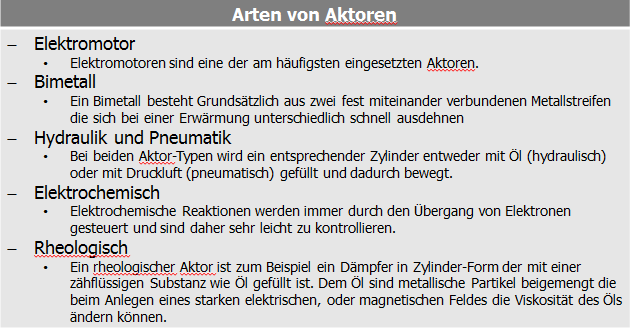 Arten von Aktoren
– Elektromotor
• Elektromotoren sind eine der am häufigsten eingesetzten Aktoren.
– Bimetall
• Ein Bimetall besteht Grundsätzlich aus zwei fest miteinander verbundenen Metallstreifen
die sich bei einer Erwärmung unterschiedlich schnell ausdehnen
– Hydraulik und Pneumatik
• Bei beiden Aktor-Typen wird ein entsprechender Zylinder entweder mit Öl (hydraulisch)
oder mit Druckluft (pneumatisch) gefüllt und dadurch bewegt.
– Elektrochemisch
• Elektrochemische Reaktionen werden immer durch den Übergang von Elektronen
gesteuert und sind daher sehr leicht zu kontrollieren.
– Rheologisch
• Ein rheologischer Aktor ist zum Beispiel ein Dämpfer in Zylinder-Form der mit einer
zähflüssigen Substanz wie Öl gefüllt ist. Dem Öl sind metallische Partikel beigemengt die
beim Anlegen eines starken elektrischen, oder magnetischen Feldes die Viskosität des Öls
ändern können.